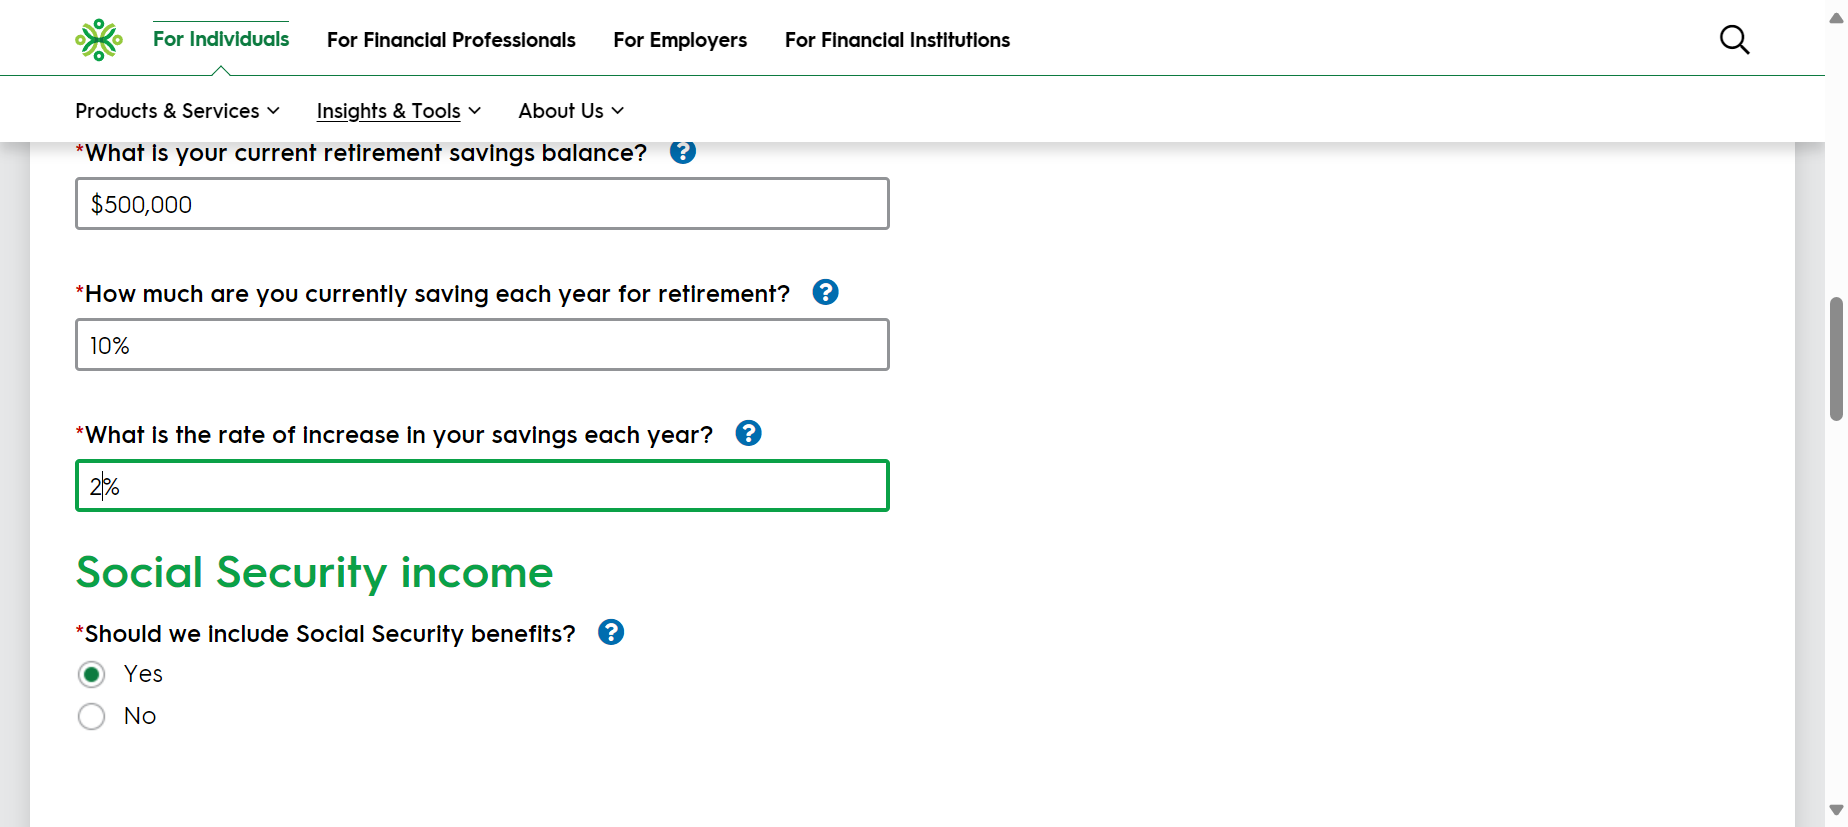 For Individuals For Financial Professionals For Employers For Financial Institutions
Products & Services Insights & Tools About Us
*What is your current retirement savings balance? ?
$500,000
*How much are you currently saving each year for retirement? ?
10%
*What is the rate of increase in your savings each year? ?
2%
Social Security income
*Should we include Social Security benefits? ?
Yes
No